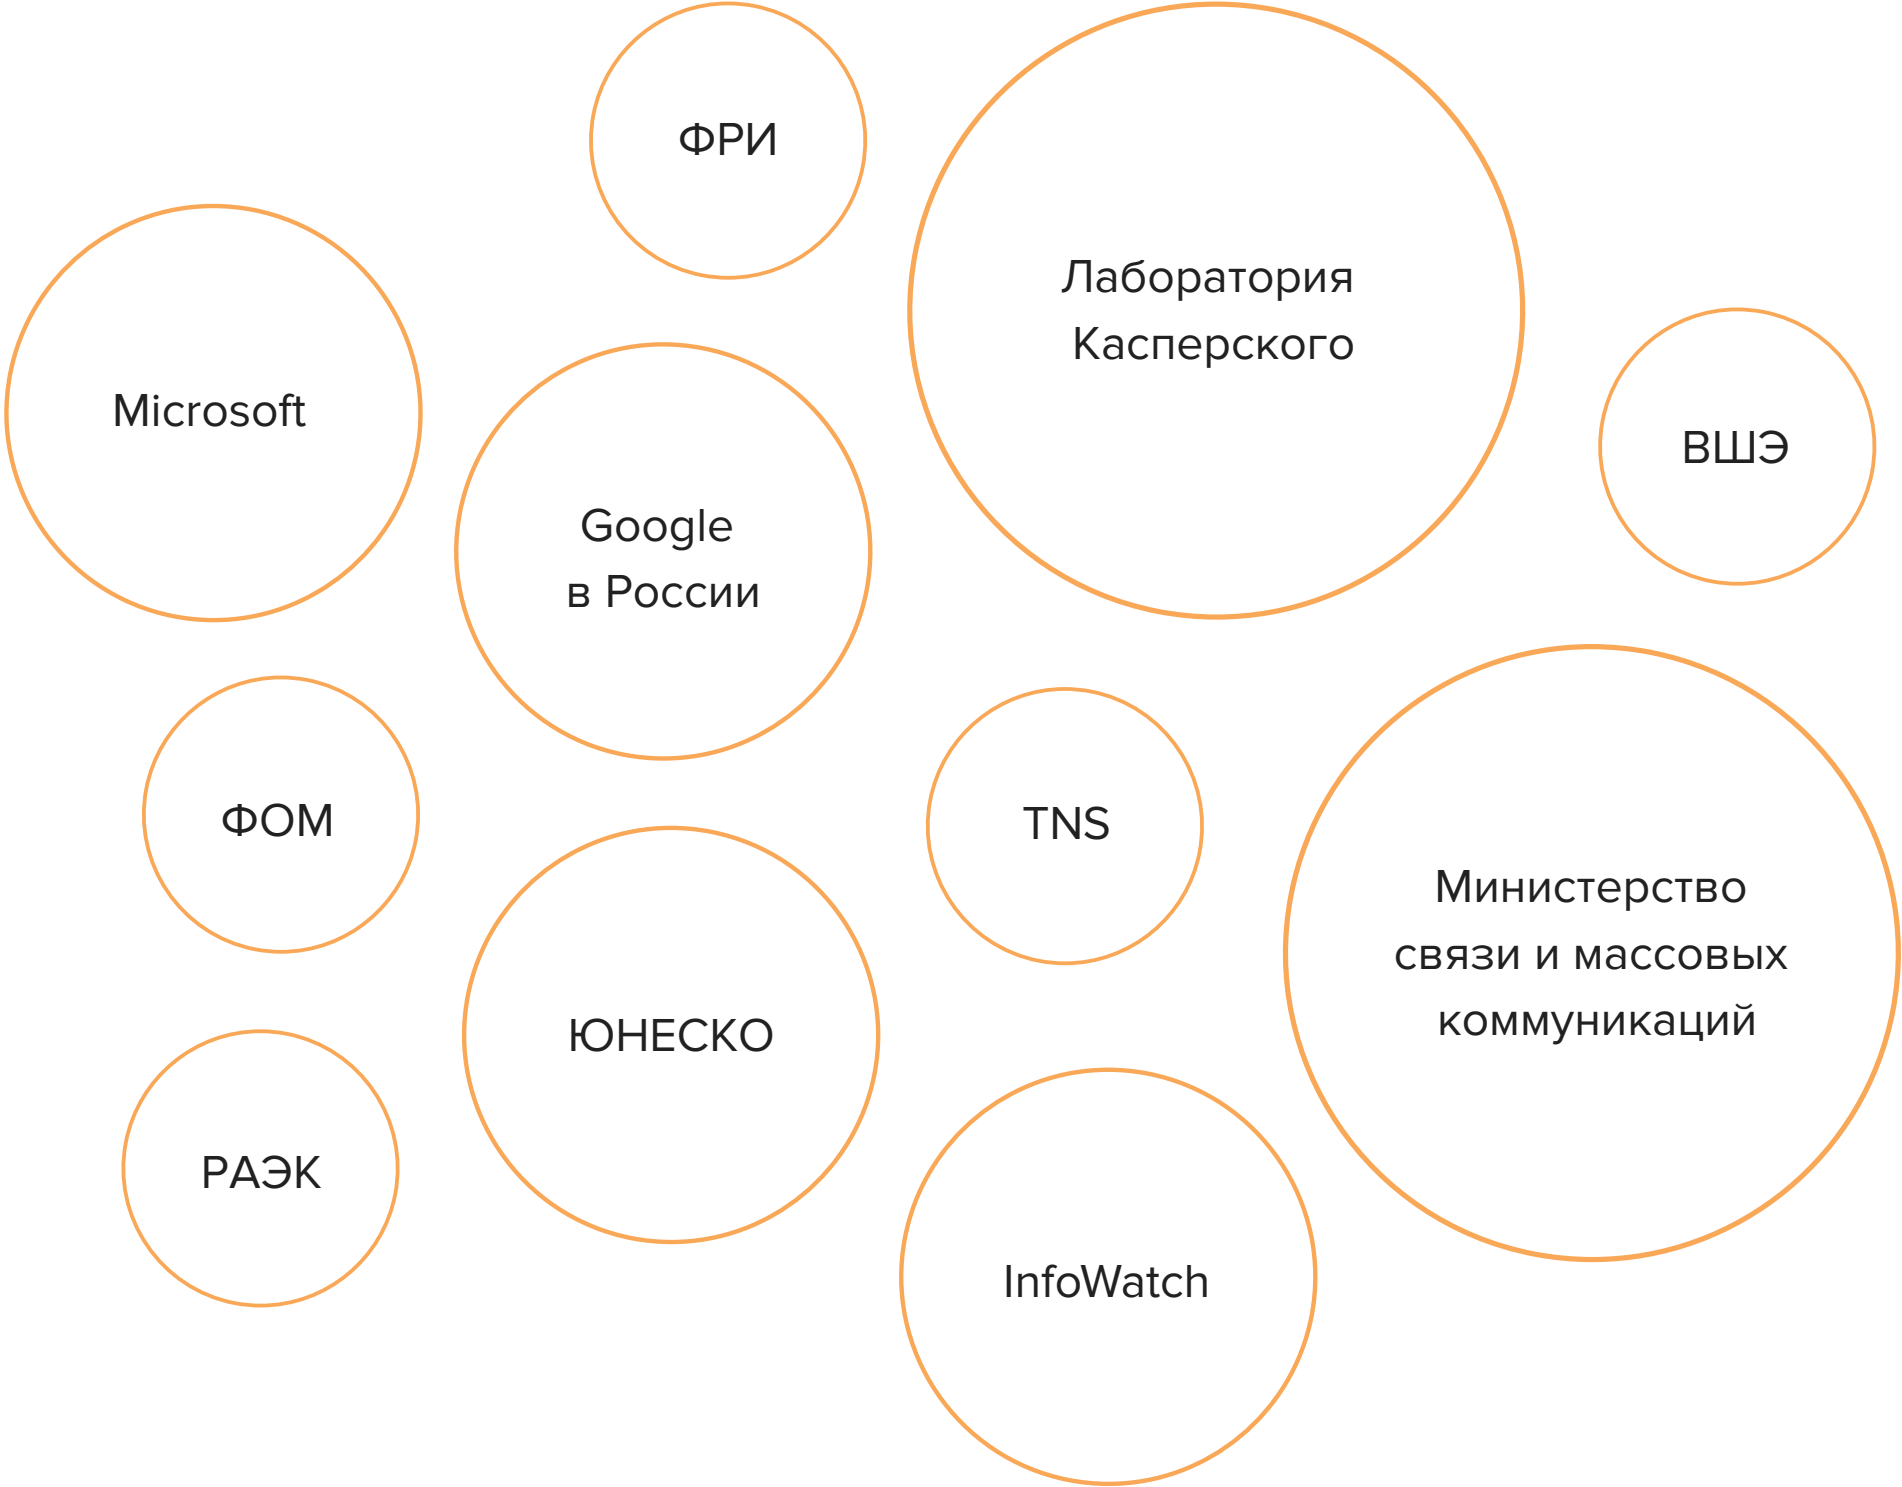 ФРИ
Лаборатория
Касперского
Microsoft
ВШЭ
Google
в России
ФОМ
TNS
Министерство
связи и массовых
коммуникаций
ЮНЕСКО
РАЭК
InfoWatch